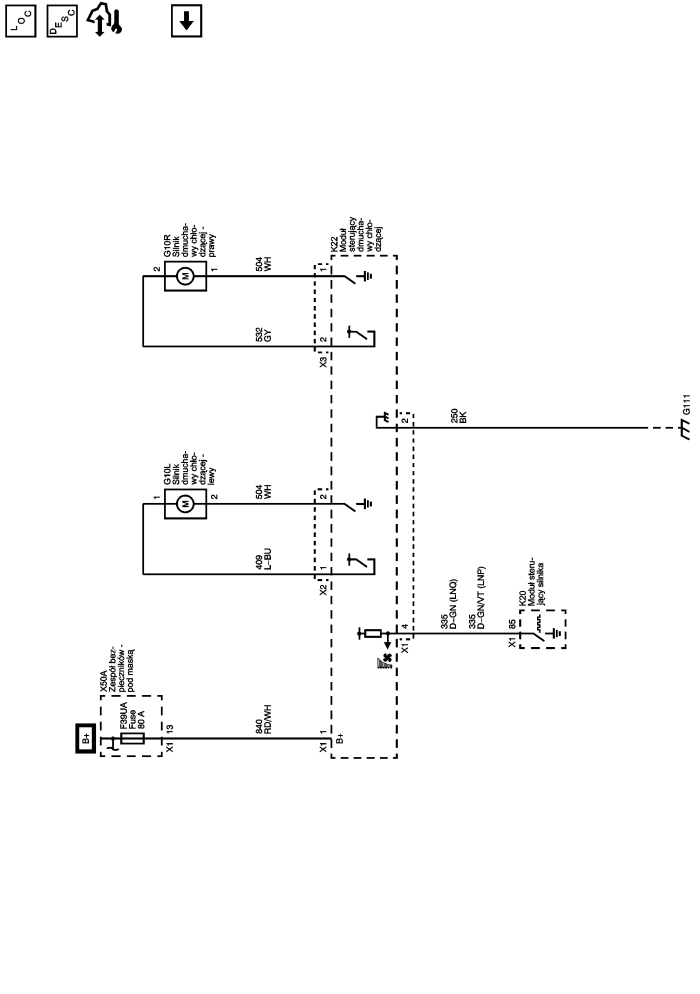 LOC
DESC
B+
X50A
Zespół bez-
pieczników -
pod maską
F39UA
Fuse
80 A
X1
13
840
RD/WH
X1
1
B+
G10L
Silnik
dmucha-
wy chło-
dzącej -
lewy
1
M
2
409
L-BU
504
WH
X2
1
2
G10R
Silnik
dmucha-
wy chło-
dzącej -
prawy
2
M
1
532
GY
504
WH
X3
2
1
K22
Moduł
sterujący
dmucha-
wy chło-
dzącej
X1
4
2
335
D-GN (LNQ)
335
D-GN/VT (LNP)
250
BK
X1
85
K20
Moduł steru-
jący silnika
G111